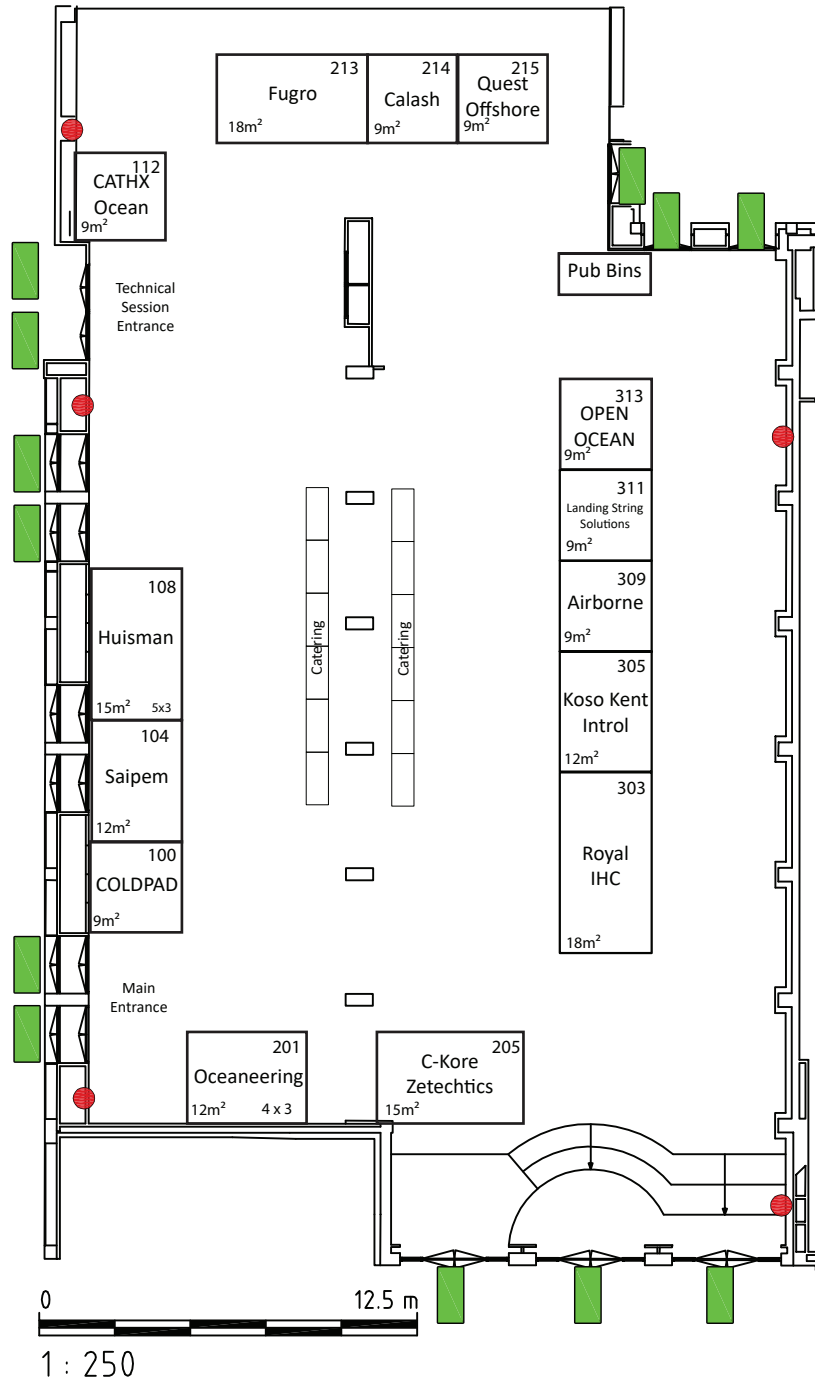 213
Fugro
18m²
214
Calash
9m²
215
Quest
Offshore
9m²
112
CATHX
Ocean
9m²
Pub Bins
Technical
Session
Entrance
313
OPEN
OCEAN
9m²
311
Landing String
Solutions
9m²
309
Airborne
9m²
305
Koso Kent
Introl
12m²
303
Royal
IHC
18m²
Catering
Catering
108
Huisman
15m² 5x3
104
Saipem
12m²
100
COLDPAD
9m²
Main
Entrance
201
Oceaneering
12m² 4 x 3
205
C-Kore
Zetechtics
15m²
0 12.5 m
1 : 250